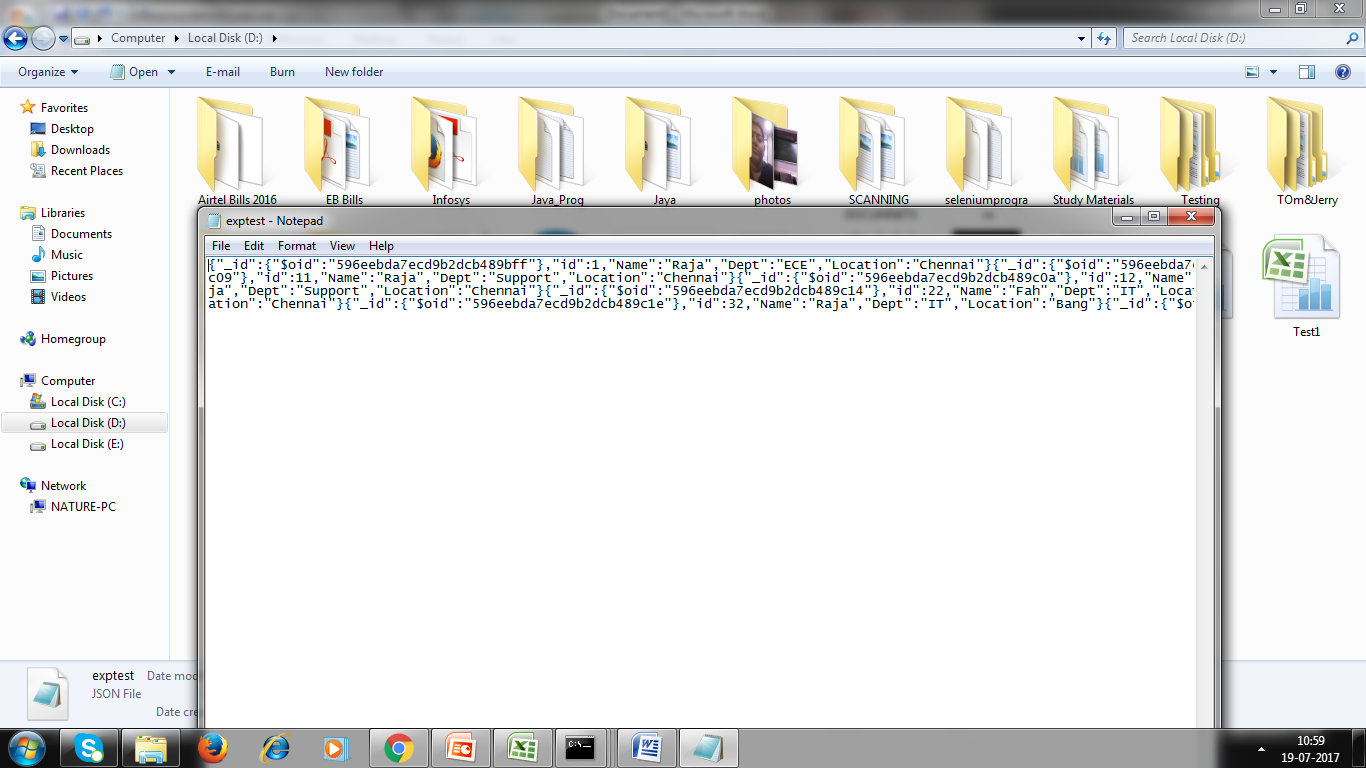 Computer
Local Disk (D:)
Search Local Disk (D:)
Organize
Open
E-mail
Burn
New folder
Favorites
Desktop
Downloads
Recent Places
Libraries
Documents
Music
Pictures
Videos
Homegroup
Computer
Local Disk (C:)
Local Disk (D:)
Local Disk (E:)
Network
NATURE-PC
Airtel Bills 2016
EB Bills
Infosys
Java_Prog
Jaya
photos
SCANNING
seleniumprogra
Study Materials
Testing
TOm&Jerry
Test1
exptest - Notepad
File Edit Format View Help
{"_id":{"$oid":"596eebda7ecd9b2dcb489bff"},"id":1,"Name":"Raja","Dept":"ECE","Location":"Chennai"}{"_id":{"$oid":"596eebda7
c09"},"id":11,"Name":"Raja","Dept":"Support","Location":"Chennai"}{"_id":{"$oid":"596eebda7ecd9b2dcb489c0a"},"id":12,"Name"
ja","Dept":"Support","Location":"Chennai"}{"_id":{"$oid":"596eebda7ecd9b2dcb489c14"},"id":22,"Name":"Fah","Dept":"IT","Locat
ation":"Chennai"}{"_id":{"$oid":"596eebda7ecd9b2dcb489c1e"},"id":32,"Name":"Raja","Dept":"IT","Location":"Bang"}{"_id":{"$o
exptest
Date mod
JSON File
Date cre
C:\_
10:59
19-07-2017